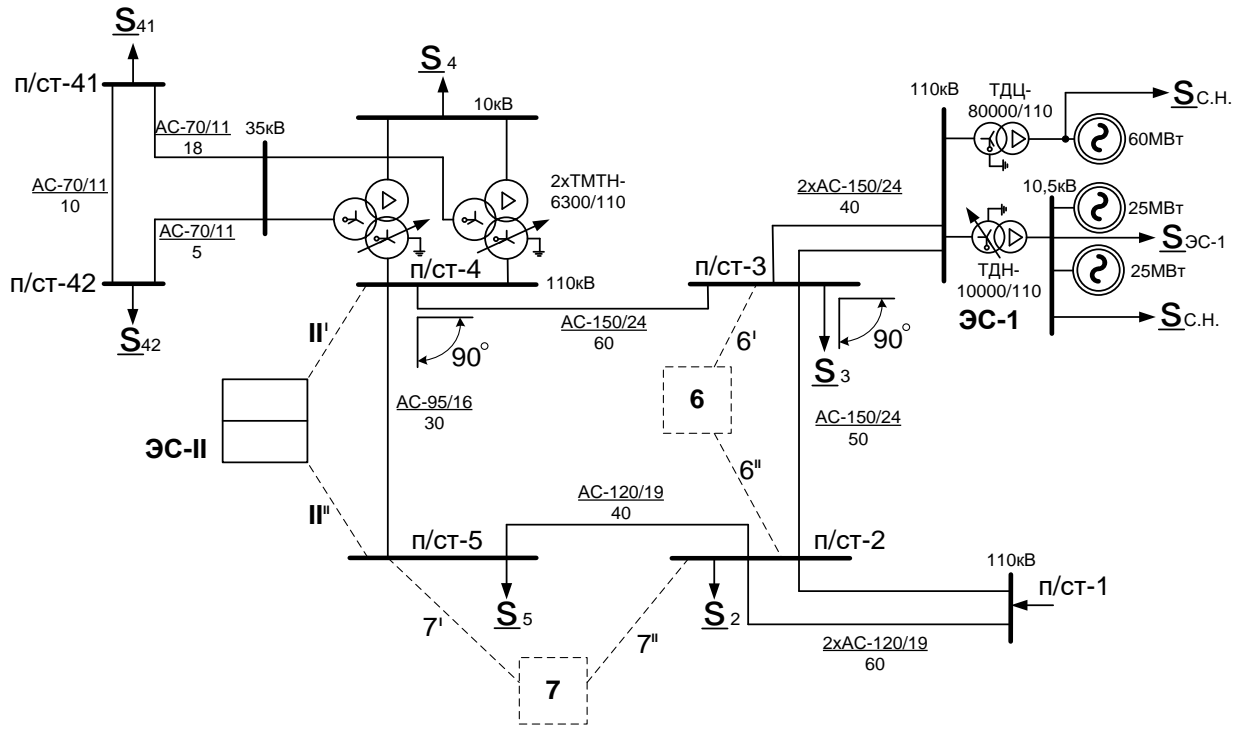 S41
п/ст-41
АС-70/11
18
35кВ
АС-70/11
10
АС-70/11
5
п/ст-42
S42
S4
10кВ
2хТМТН-
6300/110
п/ст-4
110кВ
90°
АС-150/24
60
АС-95/16
30
II'
ЭС-II
II"
п/ст-5
S5
АС-120/19
40
7'
7
7"
п/ст-3
6'
6
6"
S3
90°
АС-150/24
50
2хАС-150/24
40
110кВ
ТДЦ-
80000/110
SС.Н.
60МВт
10,5кВ
25МВт
SЭС-1
25МВт
ТДН-
10000/110
ЭС-1
SС.Н.
п/ст-2
S2
110кВ
п/ст-1
2хАС-120/19
60